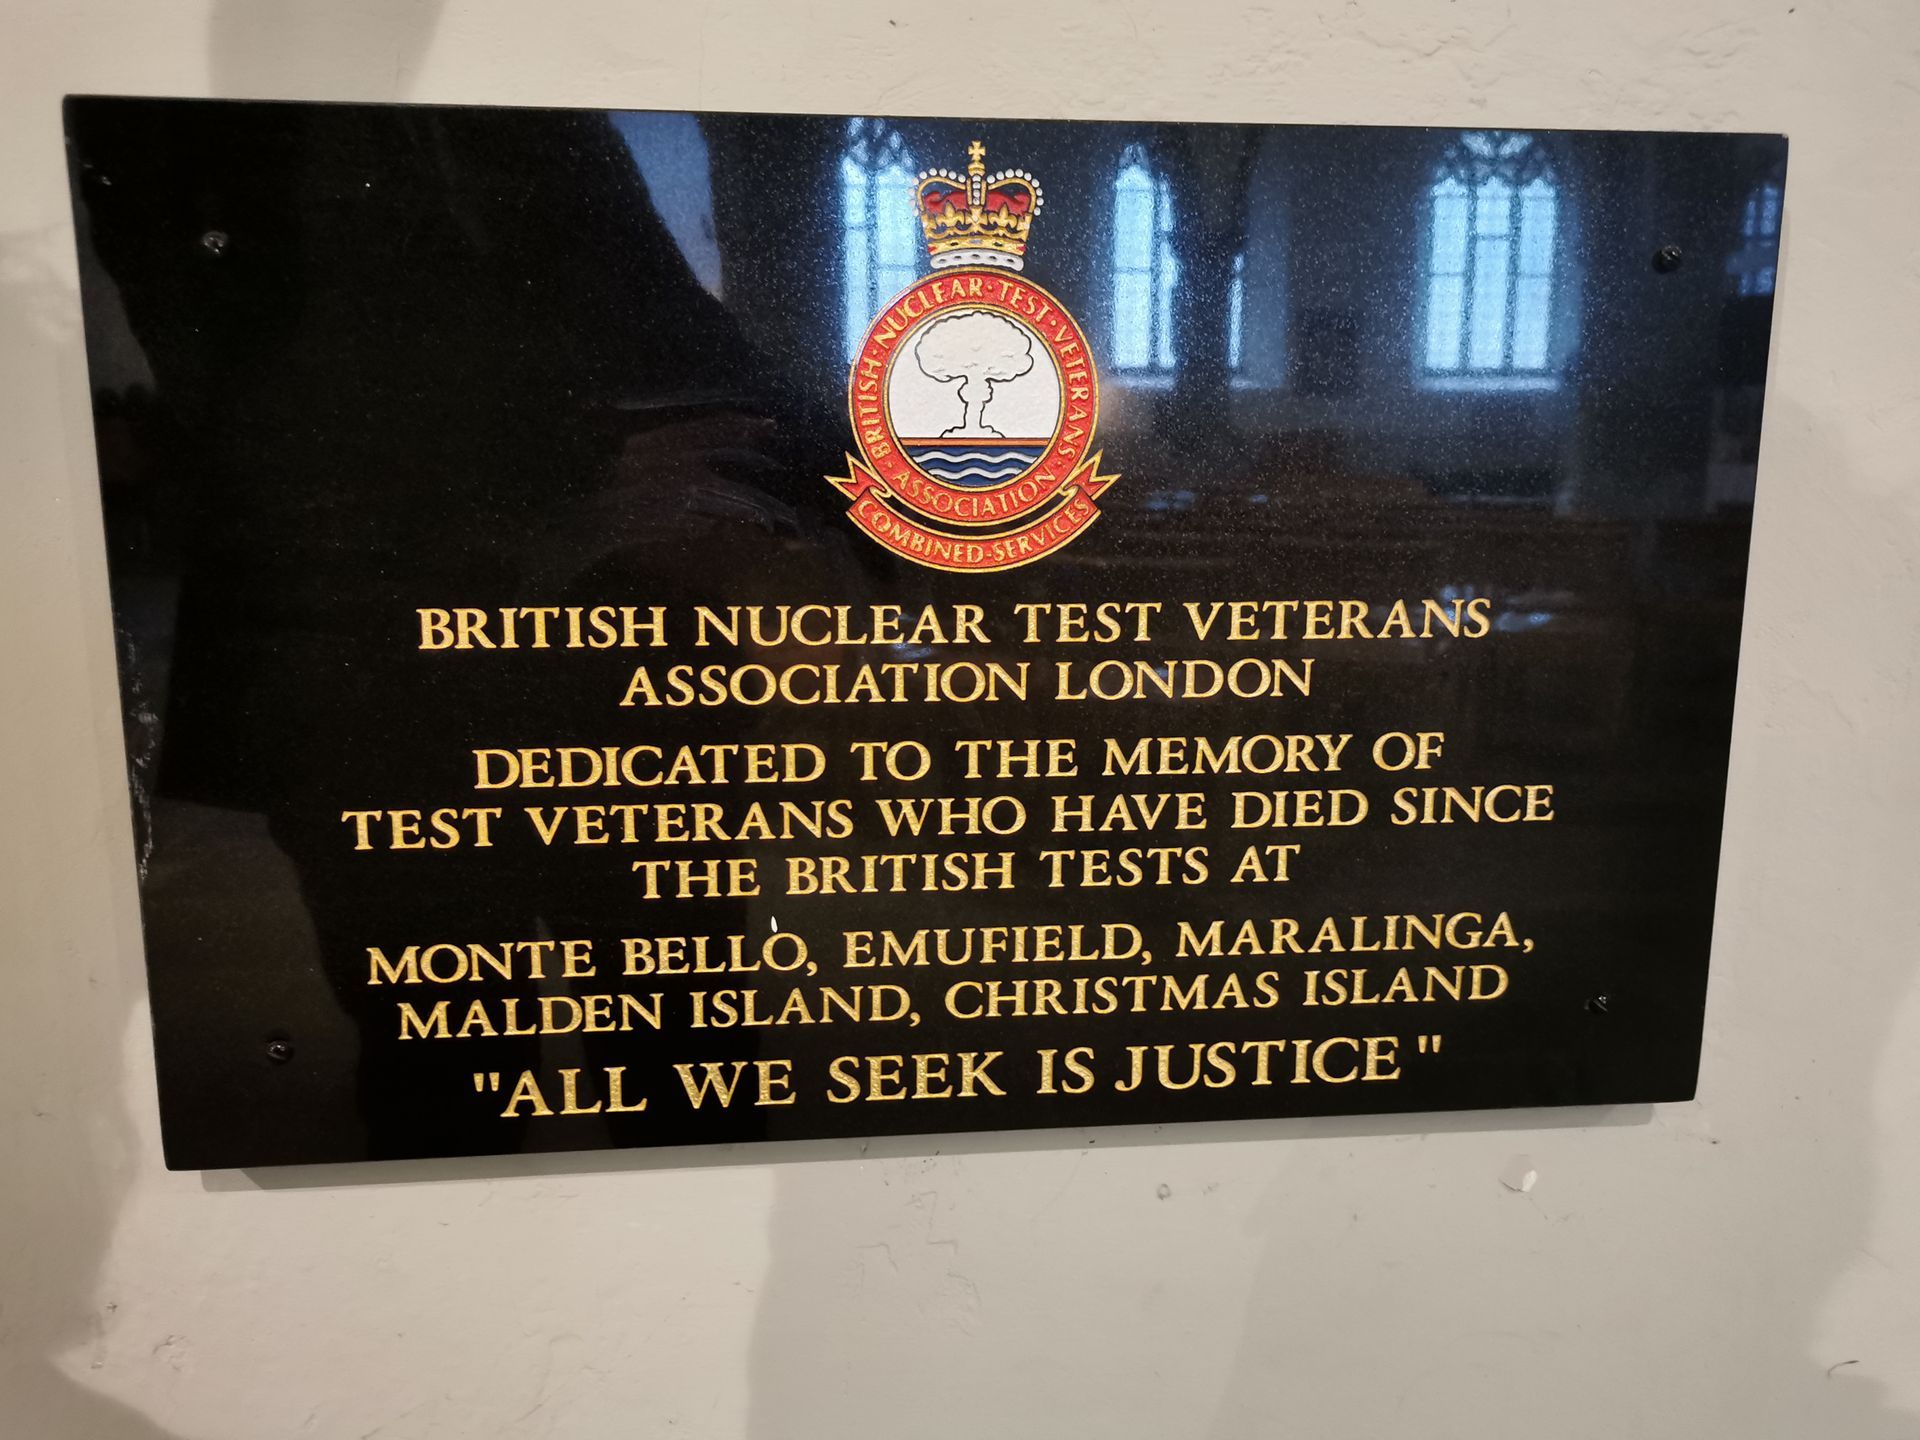 BRITISH · NUCLEAR · TEST · VETERANS · ASSOCIATION ·
COMBINED-SERVICES
BRITISH NUCLEAR TEST VETERANS
ASSOCIATION LONDON
DEDICATED TO THE MEMORY OF
TEST VETERANS WHO HAVE DIED SINCE
THE BRITISH TESTS AT
MONTE BELLO, EMUFIELD, MARALINGA,
MALDEN ISLAND, CHRISTMAS ISLAND
"ALL WE SEEK IS JUSTICE"